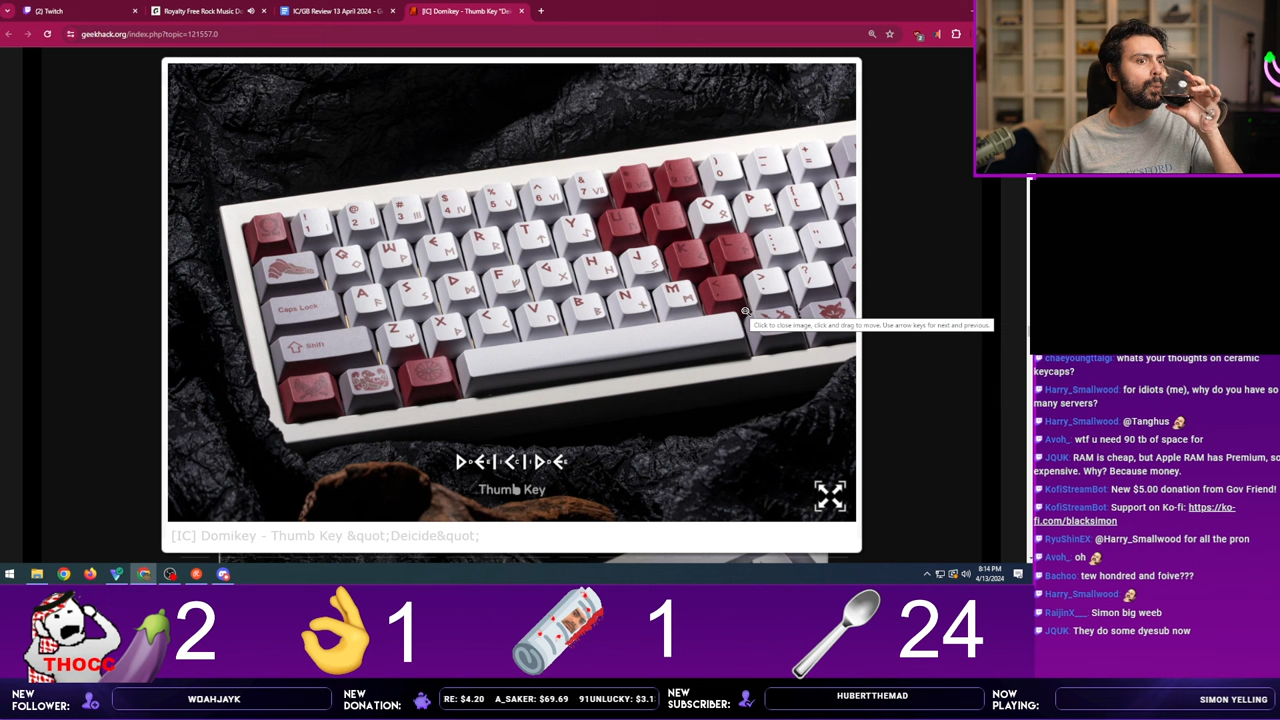 (2) Twitch
Royalty Free Rock Music D
IC/GB Review 13 April 2024 - G
[IC] Domikey - Thumb Key "Dei
geekhack.org/index.php?topic=121557.0
Caps Lock
Shift
Click to close image, click and drag to move. Use arrow keys for next and previous.
DEICIDE
Thumb Key
[IC] Domikey - Thumb Key &quot;Deicide&quot;
8:14 PM
4/13/2024
chaeyoungttaigi: whats your thoughts on ceramic
keycaps?
Harry_Smallwood: for idiots (me), why do you have so
many servers?
Harry_Smallwood: @Tanghus
Avoh_: wtf u need 90 tb of space for
JQUK: RAM is cheap, but Apple RAM has Premium, so
expensive. Why? Because money.
KofiStreamBot: New $5.00 donation from Gov Friend!
KofiStreamBot: Support on Ko-fi: https://ko-
fi.com/blacksimon
RyuShinEX: @Harry_Smallwood for all the pron
Avoh_: oh
Bachoo: tew hondred and foive???
Harry_Smallwood:
RaijinX___: Simon big weeb
JQUK: They do some dyesub now
THOCC
2
1
1
24
NEW
FOLLOWER:
WOAHJAYK
NEW
DONATION:
RE: $4.20 A_SAKER: $69.69 91UNLUCKY: $3.1
NEW
SUBSCRIBER:
HUBERTTHEMAD
NOW
PLAYING:
SIMON YELLING